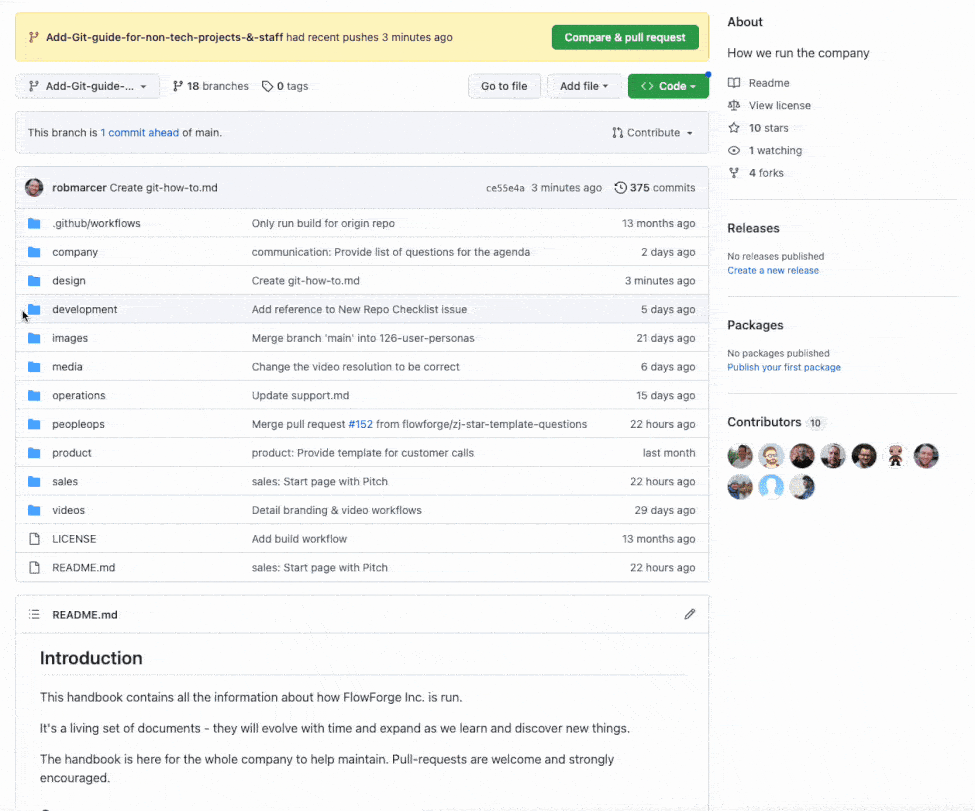 Add-Git-guide-for-non-tech-projects-&-staff had recent pushes 3 minutes ago
Compare & pull request
Add-Git-guide-...
18 branches
0 tags
Go to file
Add file
Code
This branch is 1 commit ahead of main.
Contribute
robmarcer Create git-how-to.md ce55e4a 3 minutes ago 375 commits
.github/workflows Only run build for origin repo 13 months ago
company communication: Provide list of questions for the agenda 2 days ago
design Create git-how-to.md 3 minutes ago
development Add reference to New Repo Checklist issue 5 days ago
images Merge branch 'main' into 126-user-personas 21 days ago
media Change the video resolution to be correct 6 days ago
operations Update support.md 15 days ago
peopleops Merge pull request #152 from flowforge/zj-star-template-questions 22 hours ago
product product: Provide template for customer calls last month
sales sales: Start page with Pitch 22 hours ago
videos Detail branding & video workflows 29 days ago
LICENSE Add build workflow 13 months ago
README.md sales: Start page with Pitch 22 hours ago
README.md
Introduction
This handbook contains all the information about how FlowForge Inc. is run.
It's a living set of documents - they will evolve with time and expand as we learn and discover new things.
The handbook is here for the whole company to help maintain. Pull-requests are welcome and strongly
encouraged.
About
How we run the company
Readme
View license
10 stars
1 watching
4 forks
Releases
No releases published
Create a new release
Packages
No packages published
Publish your first package
Contributors 10